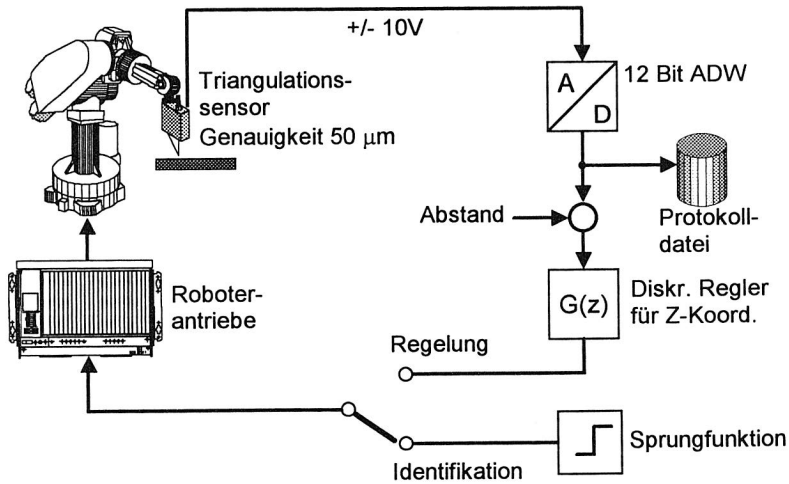 +/- 10V
Triangulations-
sensor
Genauigkeit 50 μm
A
D
12 Bit ADW
Abstand
Protokoll-
datei
Roboter-
antriebe
G(z)
Diskr. Regler
für Z-Koord.
Regelung
Identifikation
Sprungfunktion